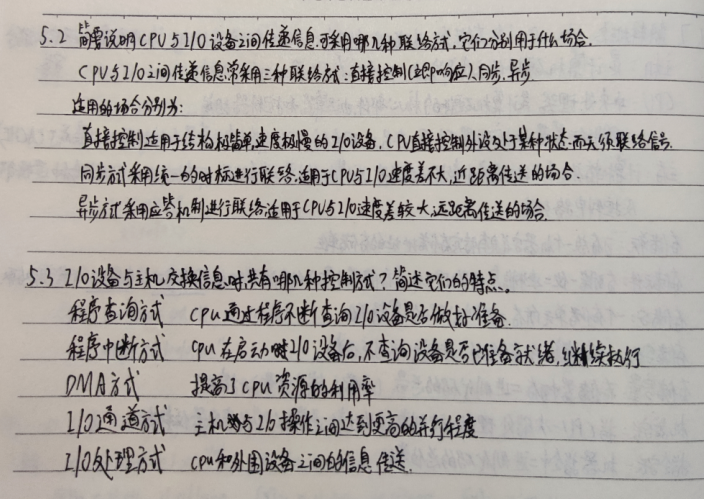 5.2 简要说明CPU与I/O设备之间传递信息可采用哪几种联络方式,它们分别用于什么场合.
CPU与I/O之间传递信息常采用三种联络方式:直接控制(立即响应)、同步、异步
适用的场合分别为:
直接控制适用于结构极简单,速度极慢的I/O设备. CPU直接控制外设处于某种状态而无须联络信号.
同步方式采用统一的时标进行联络.适用于CPU与I/O速度差不大,近距离传送的场合.
异步方式采用应答机制进行联络.适用于CPU与I/O速度差较大,远距离传送的场合.
5.3 I/O设备与主机交换信息时,共有哪几种控制方式?简述它们的特点.
程序查询方式 CPU通过程序不断查询I/O设备是否做好准备.
程序中断方式 CPU在启动I/O设备后,不查询设备是否已准备就绪,继续执行
DMA方式 提高了CPU资源的利用率
I/O通道方式 主机与I/O操作之间达到更高的并行程度
I/O处理方式 CPU和外围设备之间的信息传送.